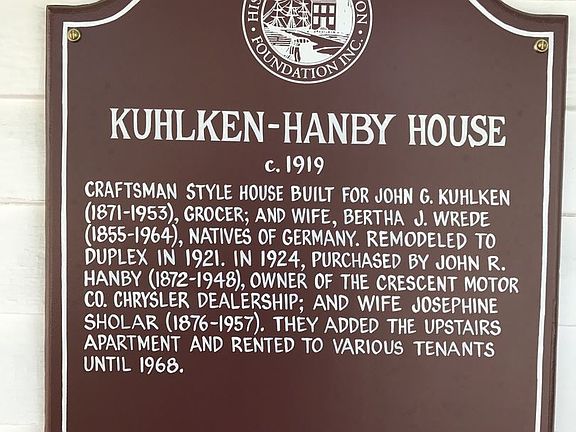 HIS ON
· FOUNDATION INC. ·
KUHLKEN-HANBY HOUSE
c. 1919
CRAFTSMAN STYLE HOUSE BUILT FOR JOHN G. KUHLKEN
(1871-1953), GROCER; AND WIFE, BERTHA J. WREDE
(1855-1964), NATIVES OF GERMANY. REMODELED TO
DUPLEX IN 1921. IN 1924, PURCHASED BY JOHN R.
HANBY (1872-1948), OWNER OF THE CRESCENT MOTOR
CO. CHRYSLER DEALERSHIP; AND WIFE JOSEPHINE
SHOLAR (1876-1957). THEY ADDED THE UPSTAIRS
APARTMENT AND RENTED TO VARIOUS TENANTS
UNTIL 1968.